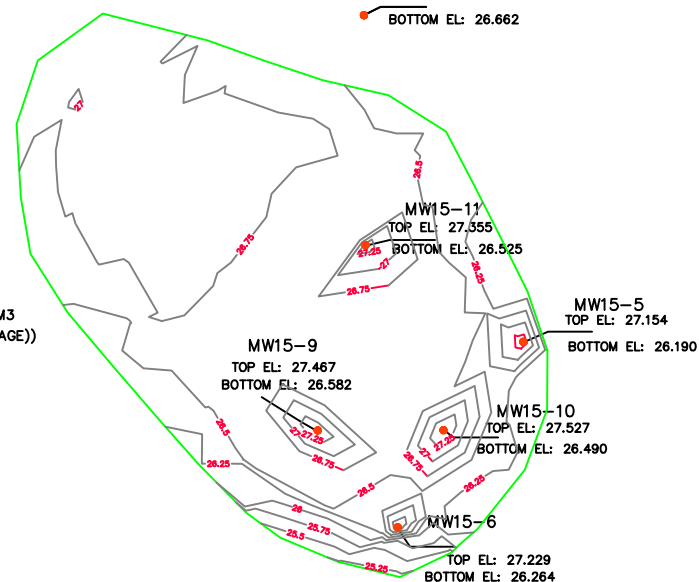 BOTTOM EL: 26.662
27
26.5
MW15-11
TOP EL: 27.355
26.75
BOTTOM EL: 26.525
27.25
27
26.25
26.75
MW15-5
TOP EL: 27.154
M3
AGE))
BOTTOM EL: 26.190
MW15-9
TOP EL: 27.467
BOTTOM EL: 26.582
MW15-10
TOP EL: 27.527
26.5
27
27.25
27.25
BOTTOM EL: 26.490
27
26.75
26.75
26.25
26.25
26.5
26
MW15-6
25.75
25.5
TOP EL: 27.229
25.25
BOTTOM EL: 26.264